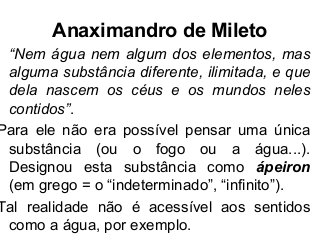 Anaximandro de Mileto
“Nem água nem algum dos elementos, mas
alguma substância diferente, ilimitada, e que
dela nascem os céus e os mundos neles
contidos”.
Para ele não era possível pensar uma única
substância (ou o fogo ou a água...).
Designou esta substância como ápeiron
(em grego = o “indeterminado”, “infinito”).
Tal realidade não é acessível aos sentidos
como a água, por exemplo.